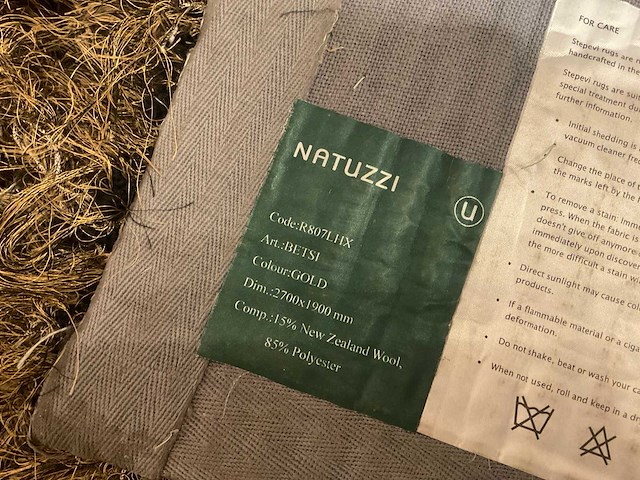 NATUZZI
U
Code:R807LHX
Art.:BETSI
Colour:GOLD
Dim.:2700x1900 mm
Comp.:15% New Zealand Wool,
85% Polyester
FOR CARE
Stepevi rugs are
handcrafted in the
Stepevi rugs are
special treatment
further information.
• Initial shedding is
vacuum cleaner
Change the place or
the marks left by the
• To remove a stain:
press. When the fabric is
doesn't give off anymore
immediately upon
the more difficult a stain
• Direct sunlight may cause
products.
• If a flammable material or a
deformation.
• Do not shake, beat or wash your
• When not used, roll and keep in a